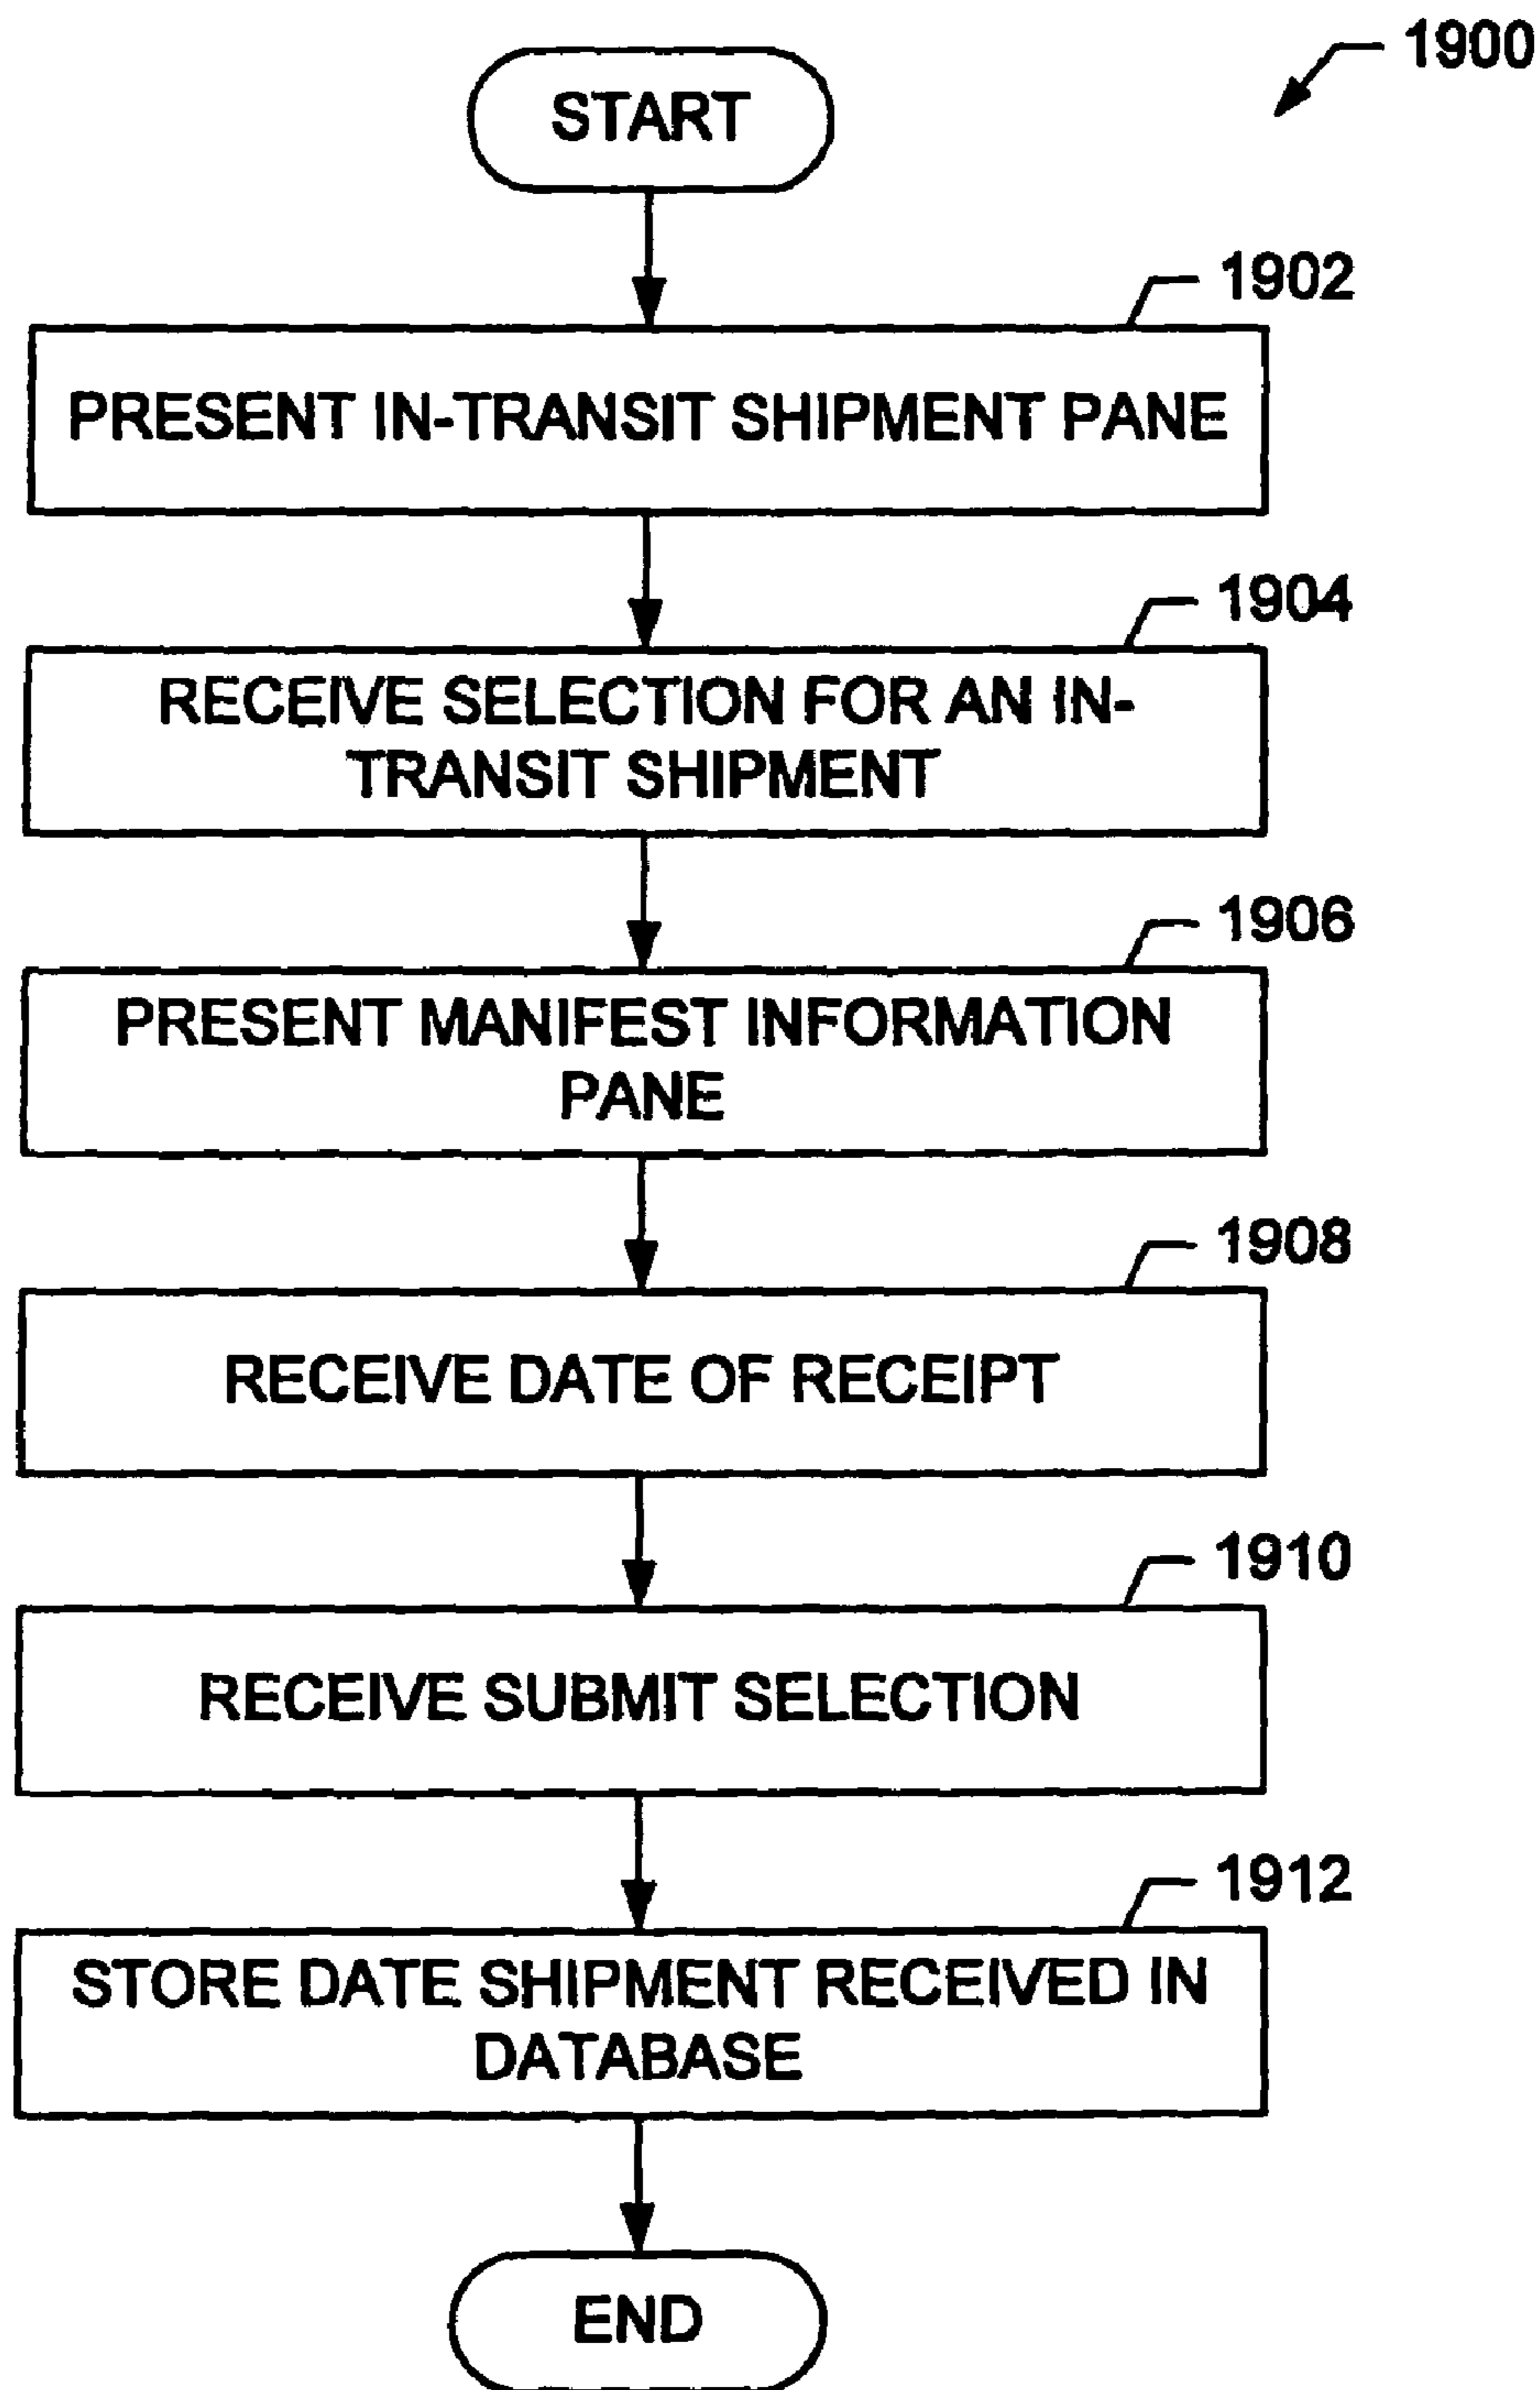 1900
START
1902
PRESENT IN-TRANSIT SHIPMENT PANE
1904
RECEIVE SELECTION FOR AN IN-
TRANSIT SHIPMENT
1906
PRESENT MANIFEST INFORMATION
PANE
1908
RECEIVE DATE OF RECEIPT
1910
RECEIVE SUBMIT SELECTION
1912
STORE DATE SHIPMENT RECEIVED IN
DATABASE
END